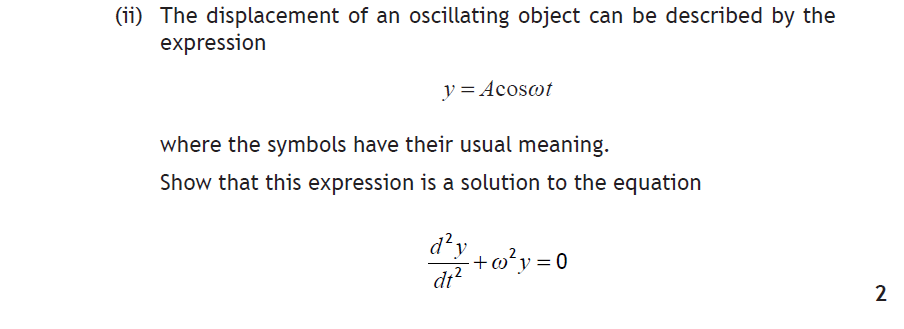 (ii) The displacement of an oscillating object can be described by the
expression
y = Acosωt
where the symbols have their usual meaning.
Show that this expression is a solution to the equation
d²y/dt² + ω²y = 0
2